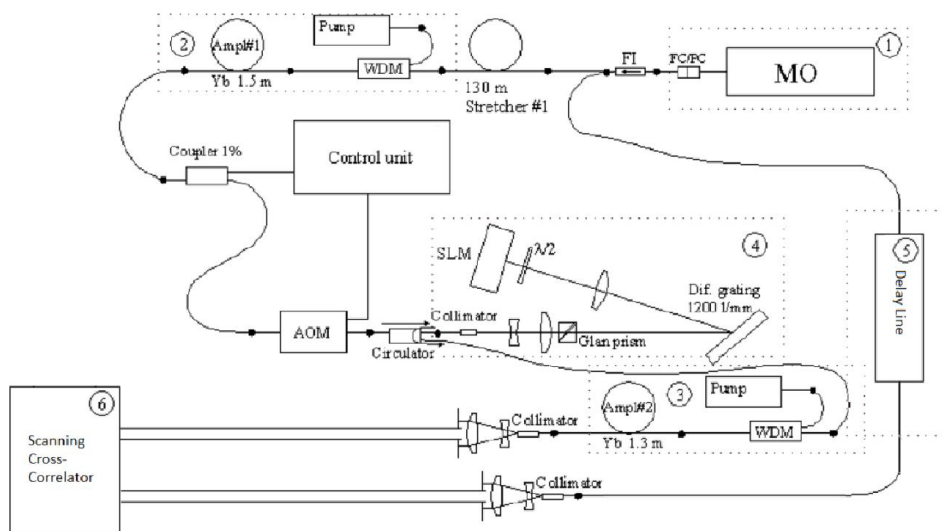 2
Ampl#1
Yb 1.5 m
Pump
WDM
130 m
Stretcher #1
FI
FC/PC
MO
1
Coupler 1%
Control unit
AOM
Circulator
Collimator
SLM
λ/2
4
Glan prism
Dif. grating
1200 l/mm
5
Delay Line
Ampl#2
Yb 1.3 m
3
Pump
WDM
6
Scanning
Cross-
Correlator
Collimator
Collimator